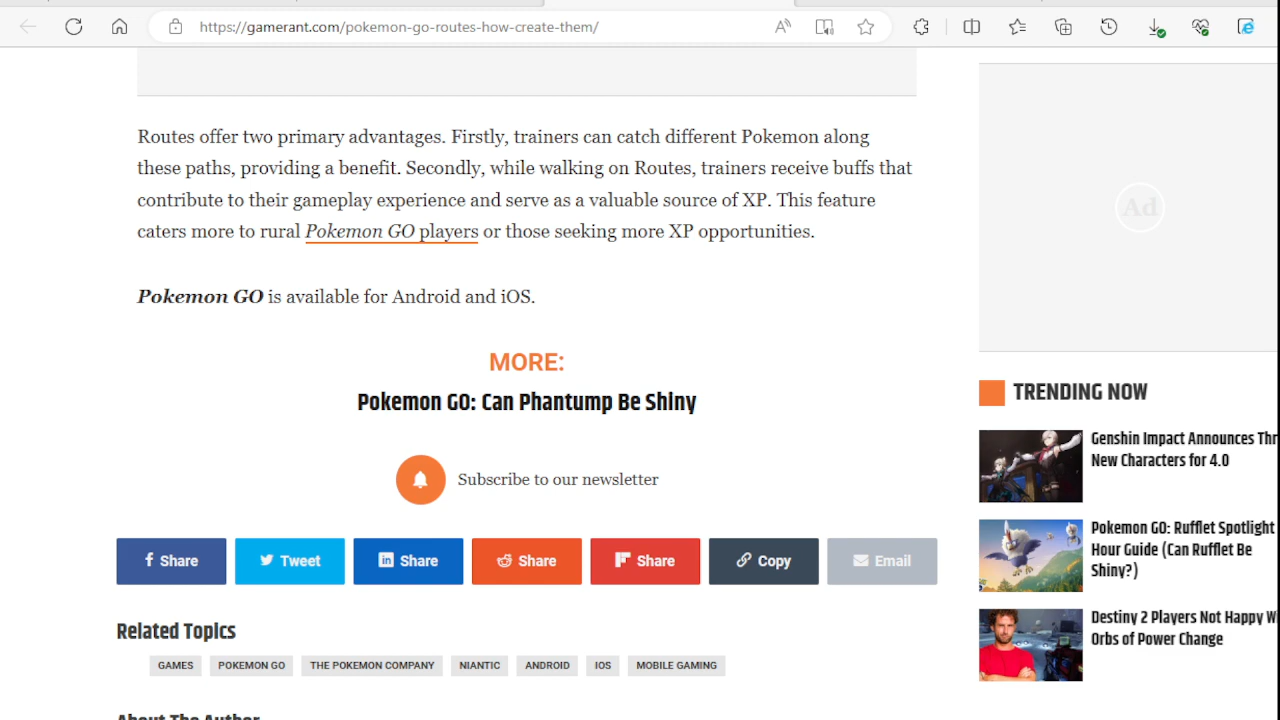 https://gamerant.com/pokemon-go-routes-how-create-them/
Routes offer two primary advantages. Firstly, trainers can catch different Pokemon along
these paths, providing a benefit. Secondly, while walking on Routes, trainers receive buffs that
contribute to their gameplay experience and serve as a valuable source of XP. This feature
caters more to rural Pokemon GO players or those seeking more XP opportunities.
Pokemon GO is available for Android and iOS.
MORE:
Pokemon GO: Can Phantump Be Shiny
Subscribe to our newsletter
Share Tweet Share Share Share Copy Email
Related Topics
GAMES POKEMON GO THE POKEMON COMPANY NIANTIC ANDROID IOS MOBILE GAMING
About The Author
Ad
TRENDING NOW
Genshin Impact Announces Thr
New Characters for 4.0
Pokemon GO: Rufflet Spotlight
Hour Guide (Can Rufflet Be
Shiny?)
Destiny 2 Players Not Happy W
Orbs of Power Change